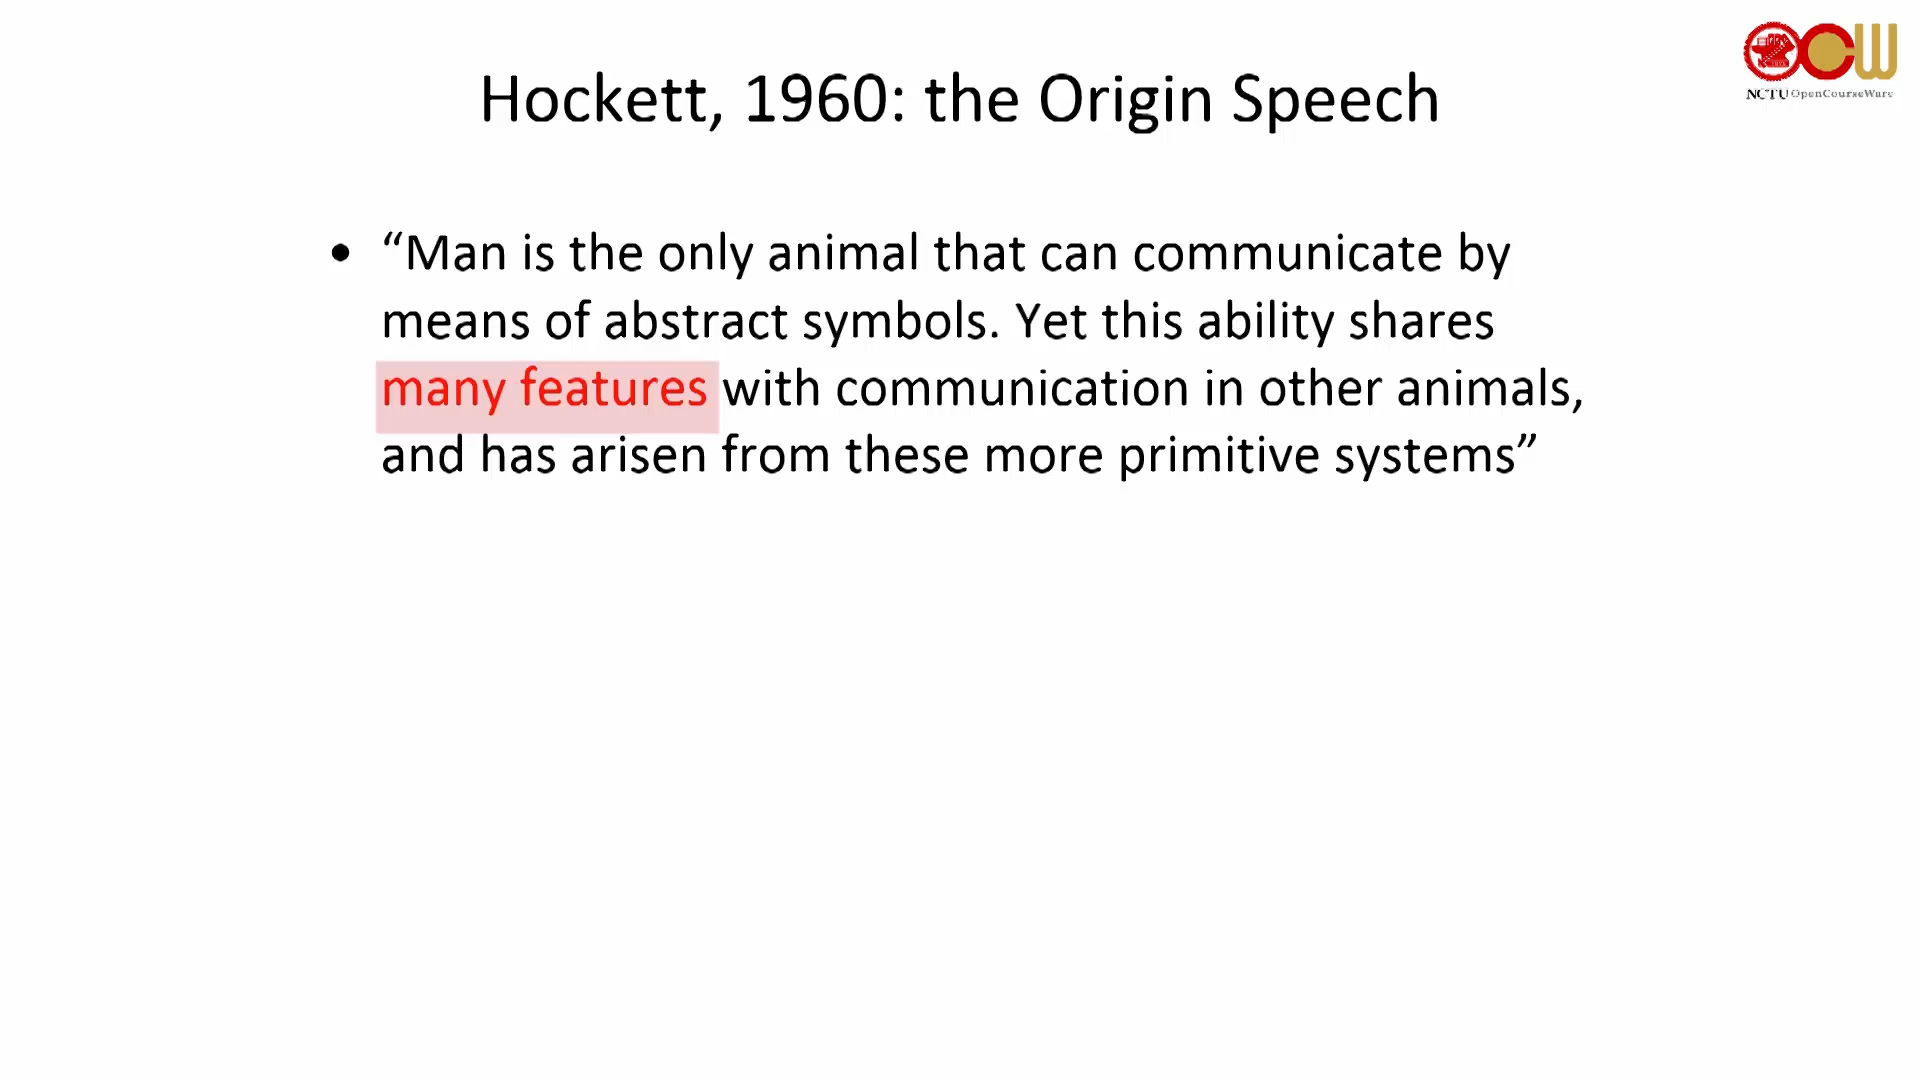 NCTU OpenCourseWare
Hockett, 1960: the Origin Speech
• “Man is the only animal that can communicate by
means of abstract symbols. Yet this ability shares
many features with communication in other animals,
and has arisen from these more primitive systems”